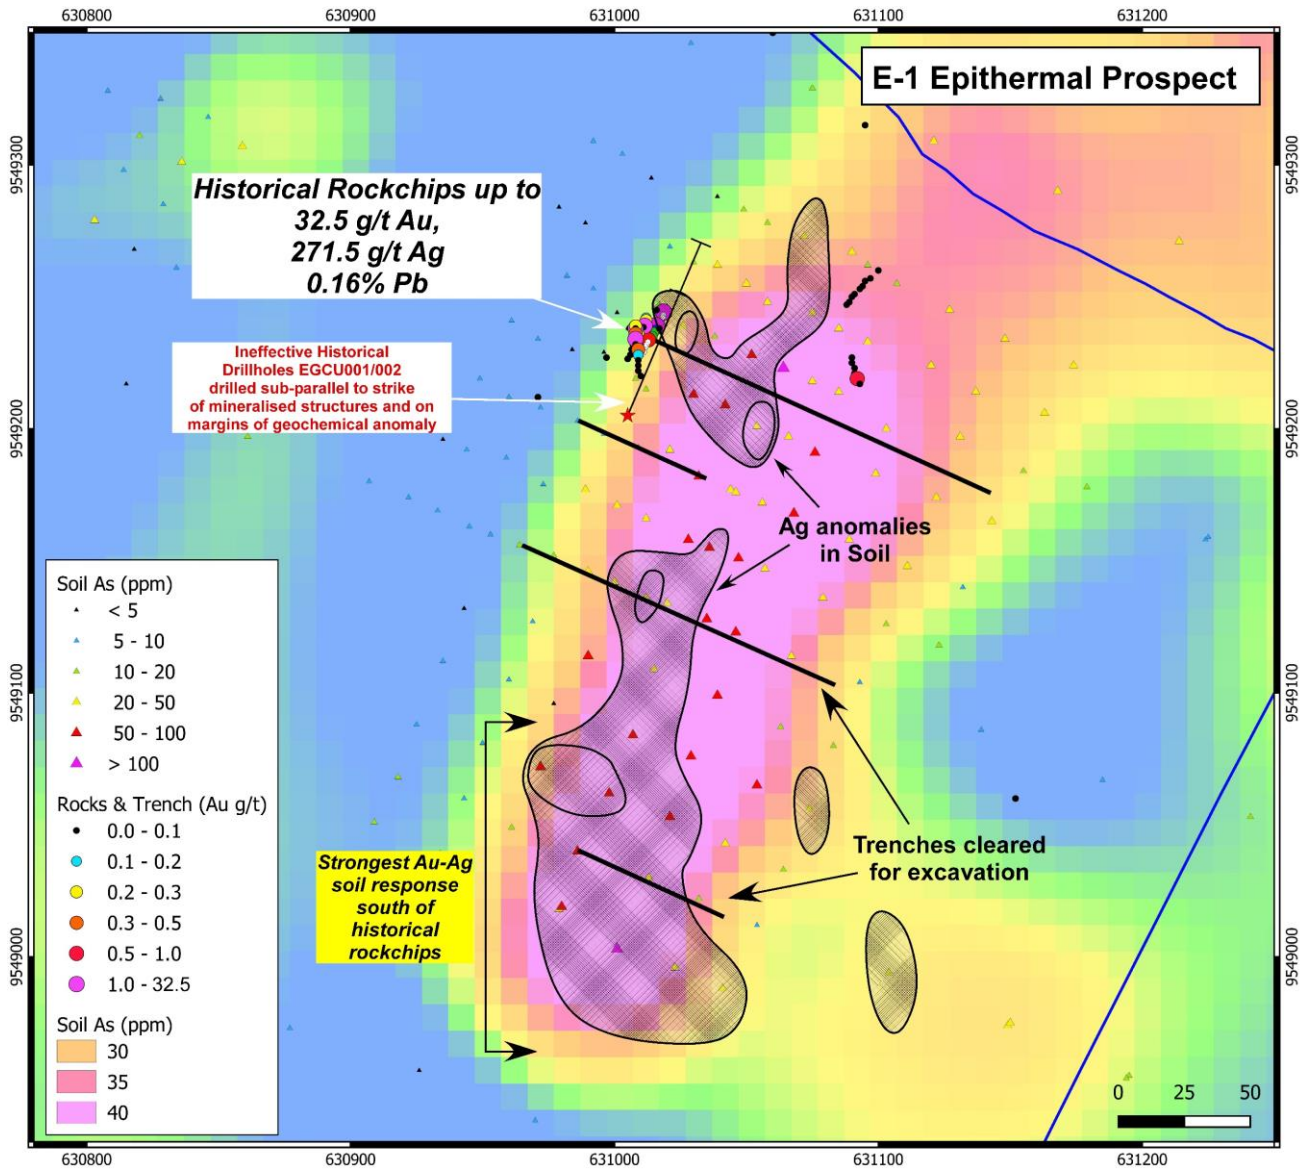 630800 630900 631000 631100 631200
E-1 Epithermal Prospect
9549300 9549300
Historical Rockchips up to
32.5 g/t Au,
271.5 g/t Ag
0.16% Pb
Ineffective Historical
Drillholes EGCU001/002
drilled sub-parallel to strike
of mineralised structures and on
margins of geochemical anomaly
9549200 9549200
Ag anomalies
in Soil
9549100 9549100
Trenches cleared
for excavation
Strongest Au-Ag
soil response
south of
historical
rockchips
9549000 9549000
Soil As (ppm)
< 5
5 - 10
10 - 20
20 - 50
50 - 100
> 100
Rocks & Trench (Au g/t)
0.0 - 0.1
0.1 - 0.2
0.2 - 0.3
0.3 - 0.5
0.5 - 1.0
1.0 - 32.5
Soil As (ppm)
30
35
40
0 25 50
630800 630900 631000 631100 631200